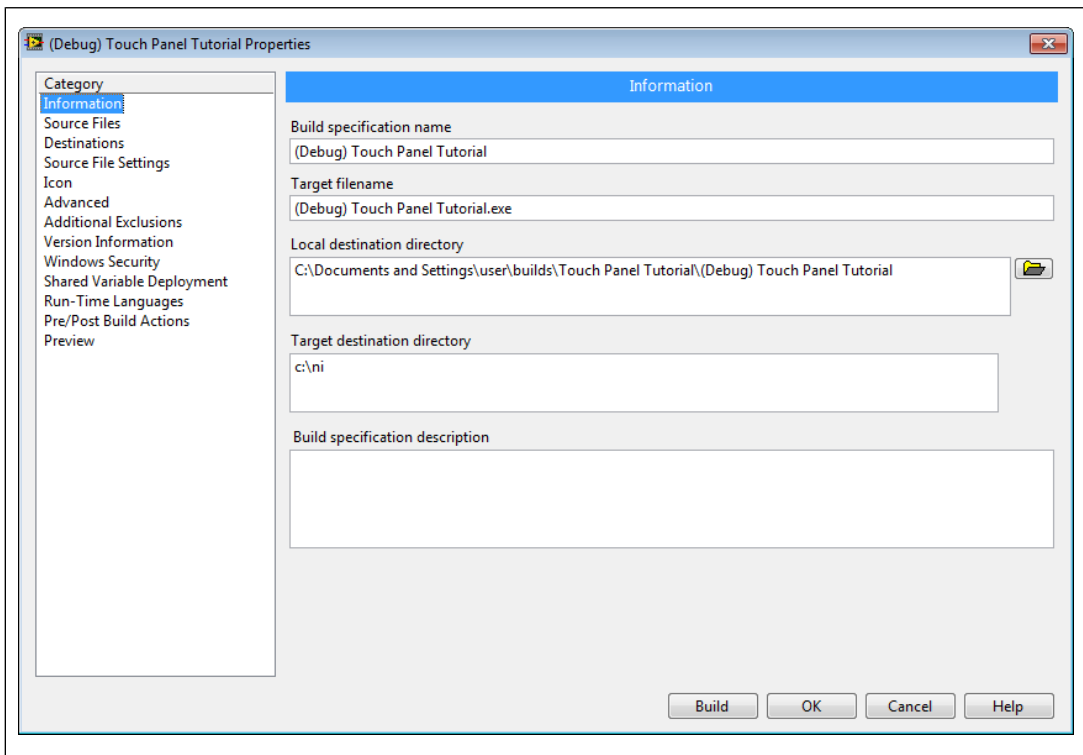 (Debug) Touch Panel Tutorial Properties
Category
Information
Source Files
Destinations
Source File Settings
Icon
Advanced
Additional Exclusions
Version Information
Windows Security
Shared Variable Deployment
Run-Time Languages
Pre/Post Build Actions
Preview
Information
Build specification name
(Debug) Touch Panel Tutorial
Target filename
(Debug) Touch Panel Tutorial.exe
Local destination directory
C:\Documents and Settings\user\builds\Touch Panel Tutorial\(Debug) Touch Panel Tutorial
Target destination directory
c:\ni
Build specification description
Build
OK
Cancel
Help